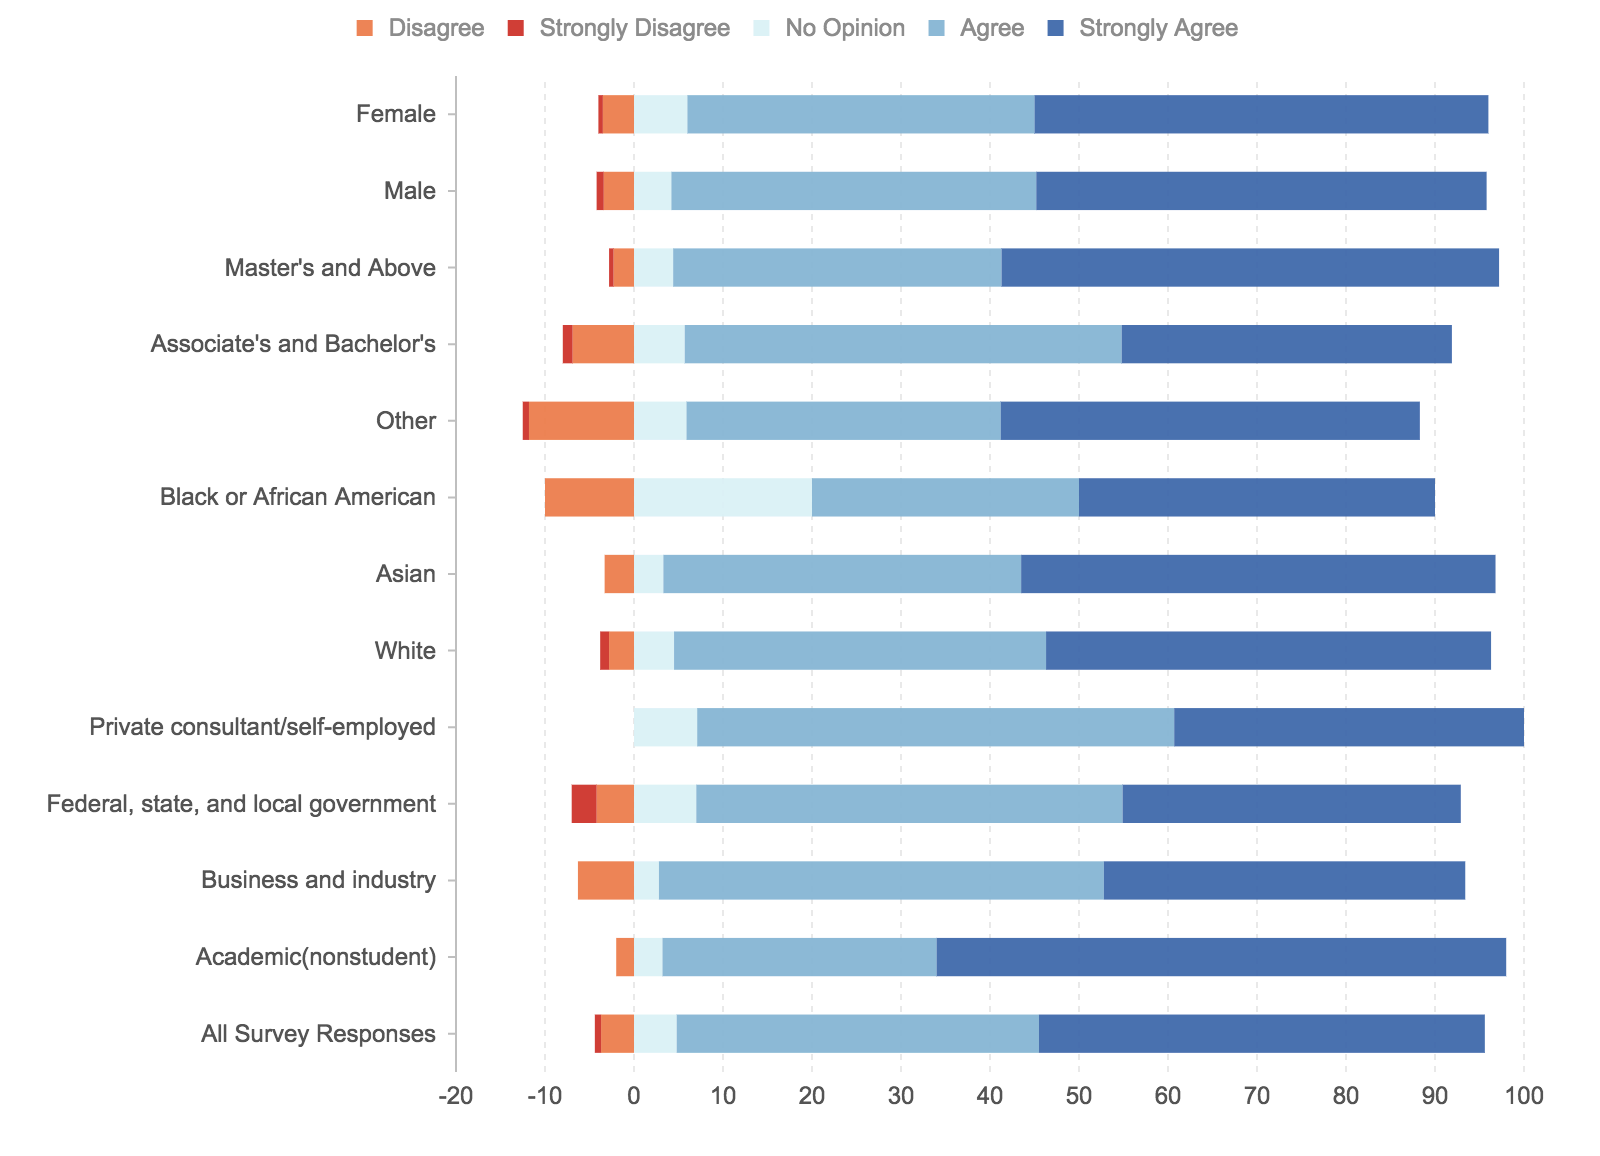 Disagree Strongly Disagree No Opinion Agree Strongly Agree
Female
Male
Master's and Above
Associate's and Bachelor's
Other
Black or African American
Asian
White
Private consultant/self-employed
Federal, state, and local government
Business and industry
Academic(nonstudent)
All Survey Responses
-20 -10 0 10 20 30 40 50 60 70 80 90 100